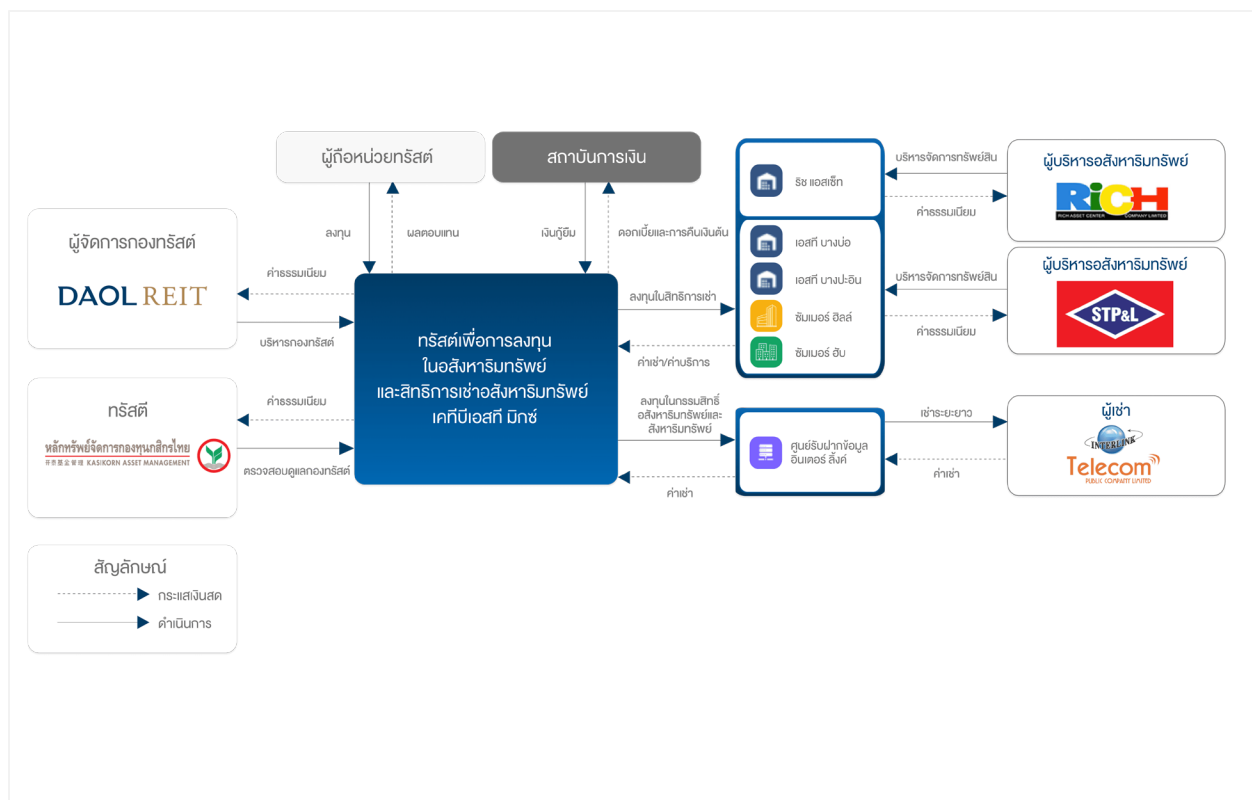 ผู้ถือหน่วยทรัสต์
สถาบันการเงิน
ลงทุน
ผลตอบแทน
เงินกู้ยืม
ดอกเบี้ยและการคืนเงินต้น
ผู้จัดการกองทรัสต์
DAOL REIT
ค่าธรรมเนียม
บริหารกองทรัสต์
ทรัสตี
หลักทรัพย์จัดการกองทุนกสิกรไทย
开泰基金管理 KASIKORN ASSET MANAGEMENT
ค่าธรรมเนียม
ตรวจสอบดูแลกองทรัสต์
ทรัสต์เพื่อการลงทุน
ในอสังหาริมทรัพย์
และสิทธิการเช่าอสังหาริมทรัพย์
เคทีบีเอสที มิกซ์
ลงทุนในสิทธิการเช่า
ค่าเช่า/ค่าบริการ
ลงทุนในกรรมสิทธิ์
อสังหาริมทรัพย์และ
สังหาริมทรัพย์
ค่าเช่า
ริช แอสเซ็ท
เอสที บางบ่อ
เอสที บางปะอิน
ซัมเมอร์ ฮิลล์
ซัมเมอร์ ฮับ
ศูนย์รับฝากข้อมูล
อินเตอร์ ลิ้งค์
บริหารจัดการทรัพย์สิน
ค่าธรรมเนียม
ผู้บริหารอสังหาริมทรัพย์
RiCH
RICH ASSET CENTER COMPANY LIMITED
บริหารจัดการทรัพย์สิน
ค่าธรรมเนียม
ผู้บริหารอสังหาริมทรัพย์
STP&L
เช่าระยะยาว
ค่าเช่า
ผู้เช่า
INTERLINK
Telecom
PUBLIC COMPANY LIMITED
สัญลักษณ์
กระแสเงินสด
ดำเนินการ